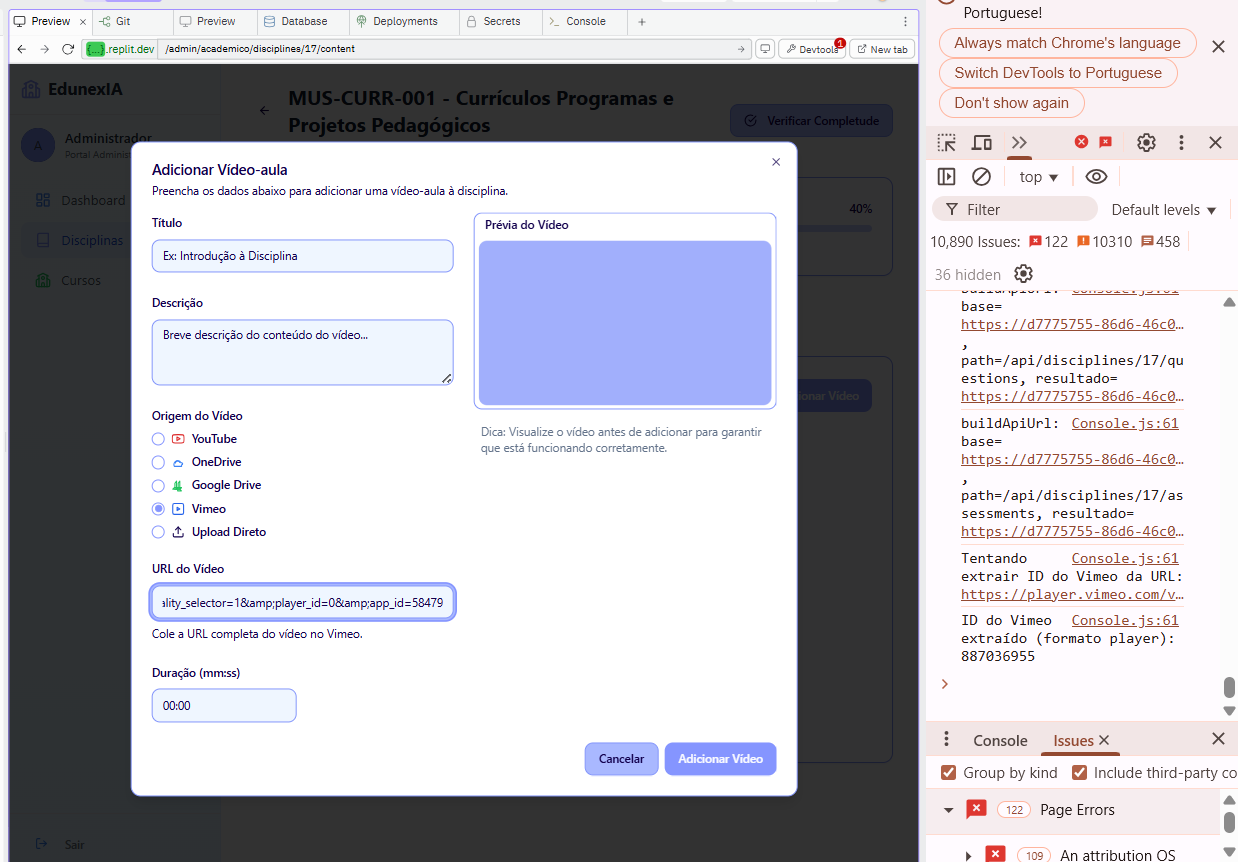 Preview
Git
Preview
Database
Deployments
Secrets
Console
{...}.replit.dev /admin/academico/disciplines/17/content
Devtools 1
New tab
EdunexIA
A
Administrador
Dashboard
Disciplinas
Cursos
Sair
MUS-CURR-001 - Currículos Programas e
Projetos Pedagógicos
Verificar Completude
40%
Adicionar Vídeo-aula
Preencha os dados abaixo para adicionar uma vídeo-aula à disciplina.
Título
Ex: Introdução à Disciplina
Descrição
Breve descrição do conteúdo do vídeo...
Origem do Vídeo
YouTube
OneDrive
Google Drive
Vimeo
Upload Direto
URL do Vídeo
ality_selector=1&amp;player_id=0&amp;app_id=58479
Cole a URL completa do vídeo no Vimeo.
Duração (mm:ss)
00:00
Prévia do Vídeo
Dica: Visualize o vídeo antes de adicionar para garantir
que está funcionando corretamente.
Cancelar
Adicionar Vídeo
Portuguese!
Always match Chrome's language
Switch DevTools to Portuguese
Don't show again
top
Filter
Default levels
10,890 Issues: 122 10310 458
36 hidden
buildApiUrl: Console.js:61
base=
https://d7775755-86d6-46c0…
,
path=/api/disciplines/17/qu
estions, resultado=
https://d7775755-86d6-46c0…
buildApiUrl: Console.js:61
base=
https://d7775755-86d6-46c0…
,
path=/api/disciplines/17/as
sessments, resultado=
https://d7775755-86d6-46c0…
Tentando Console.js:61
extrair ID do Vimeo da URL:
https://player.vimeo.com/v…
ID do Vimeo Console.js:61
extraído (formato player):
887036955
Console
Issues
Group by kind
Include third-party co
122 Page Errors
109 An attribution OS